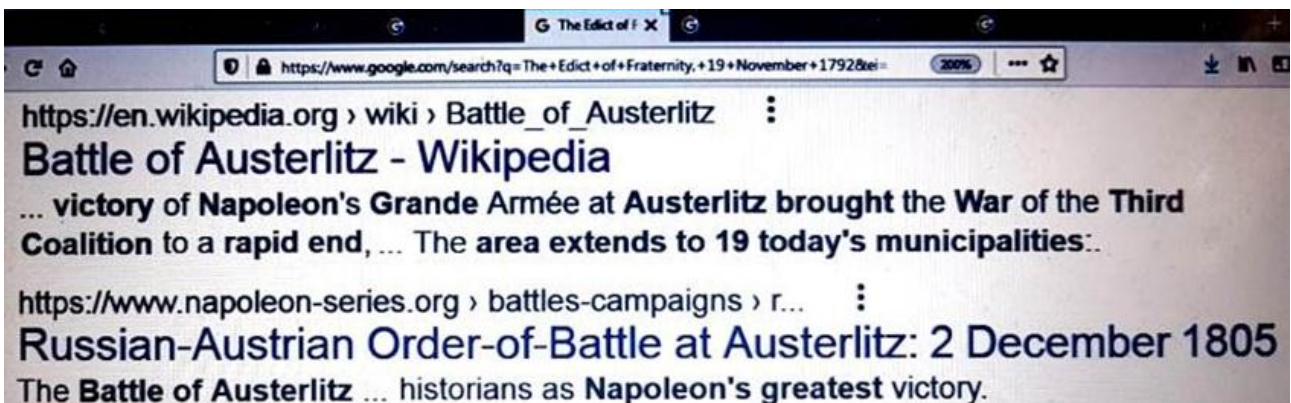 G The Edict of F
https://www.google.com/search?q=The+Edict+of+Fraternity,+19+November+1792&ei= 200%
https://en.wikipedia.org › wiki › Battle_of_Austerlitz
Battle of Austerlitz - Wikipedia
... victory of Napoleon's Grande Armée at Austerlitz brought the War of the Third
Coalition to a rapid end, ... The area extends to 19 today's municipalities:.
https://www.napoleon-series.org › battles-campaigns › r...
Russian-Austrian Order-of-Battle at Austerlitz: 2 December 1805
The Battle of Austerlitz ... historians as Napoleon's greatest victory.